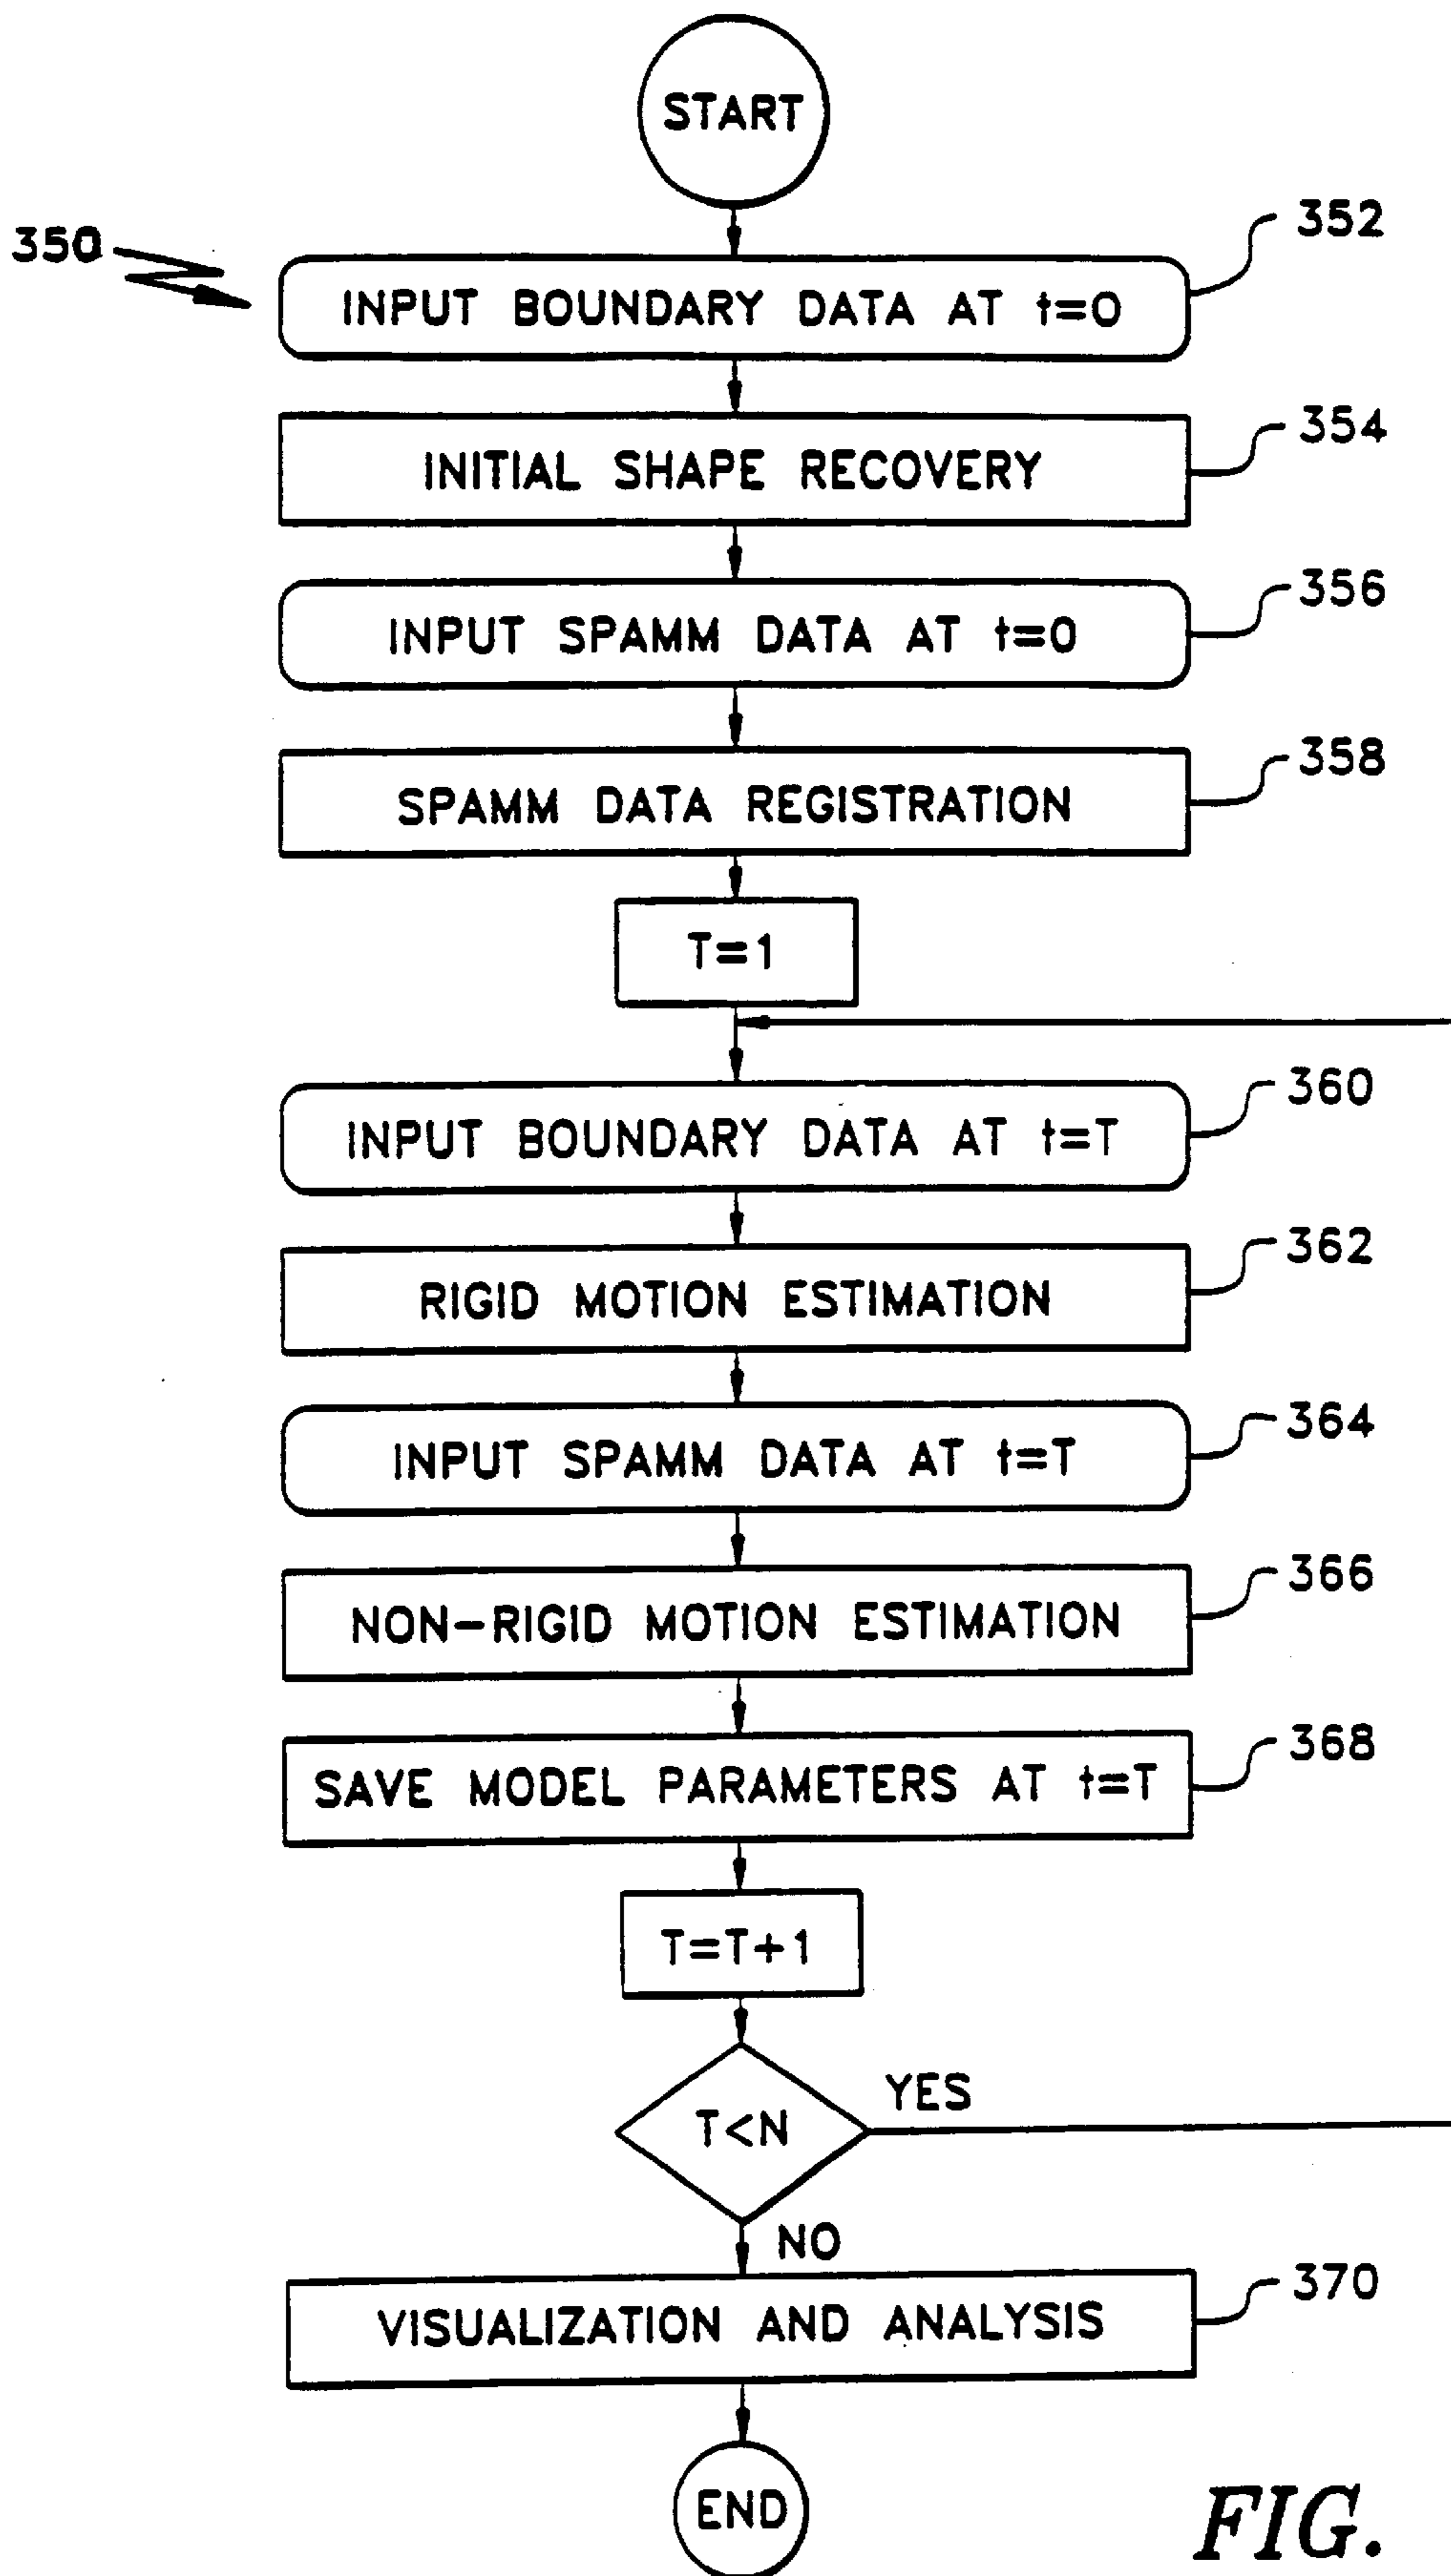 START
350
352
INPUT BOUNDARY DATA AT t=0
354
INITIAL SHAPE RECOVERY
356
INPUT SPAMM DATA AT t=0
358
SPAMM DATA REGISTRATION
T=1
360
INPUT BOUNDARY DATA AT t=T
362
RIGID MOTION ESTIMATION
364
INPUT SPAMM DATA AT t=T
366
NON-RIGID MOTION ESTIMATION
368
SAVE MODEL PARAMETERS AT t=T
T=T+1
YES
T<N
NO
370
VISUALIZATION AND ANALYSIS
END
FIG.